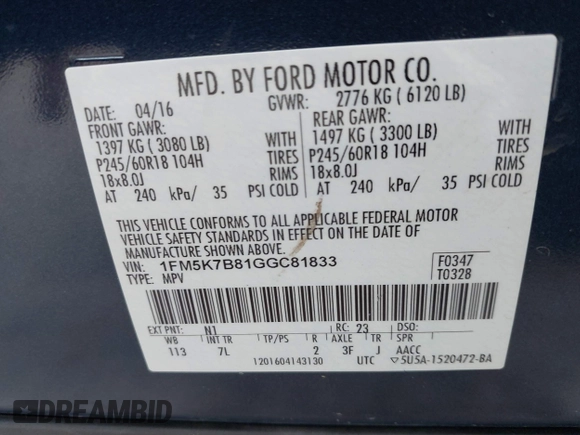 MFD. BY FORD MOTOR CO.
DATE: 04/16 GVWR: 2776 KG ( 6120 LB)
FRONT GAWR: REAR GAWR:
1397 KG ( 3080 LB) WITH 1497 KG ( 3300 LB) WITH
P245/60R18 104H TIRES P245/60R18 104H TIRES
18x8.0J RIMS 18x8.0J RIMS
AT 240 kPa/ 35 PSI COLD AT 240 kPa/ 35 PSI COLD
THIS VEHICLE CONFORMS TO ALL APPLICABLE FEDERAL MOTOR
VEHICLE SAFETY STANDARDS IN EFFECT ON THE DATE OF
MANUFACTURE SHOWN ABOVE.
VIN: 1FM5K7B81GGC81833 F0347
TYPE: MPV T0328
EXT PNT: N1 RC: 23 DSO:
WB INT TR TP/PS R AXLE TR SPR
113 7L 2 3F J AACC
1201604143130 UTC ▽5U5A-1520472-BA
DREAMBID